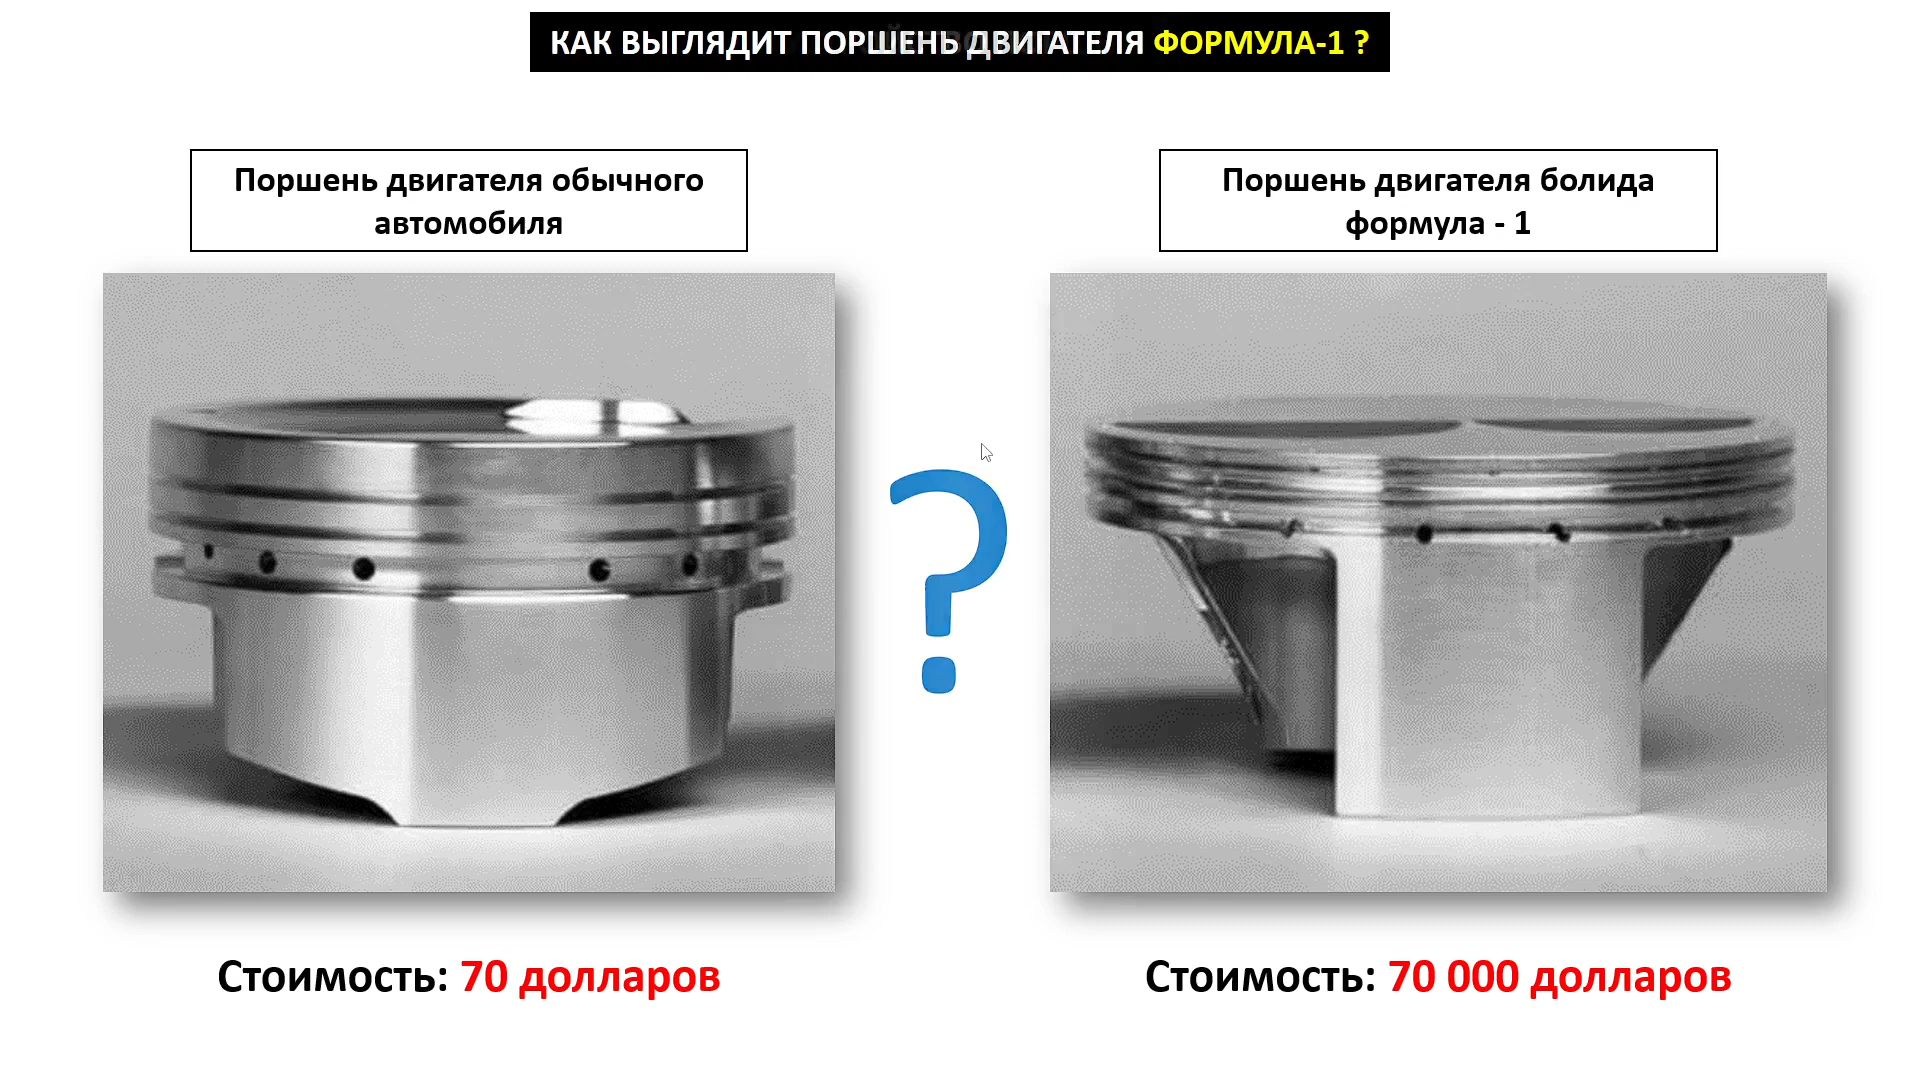 КАК ВЫГЛЯДИТ ПОРШЕНЬ ДВИГАТЕЛЯ ФОРМУЛА-1 ?
Поршень двигателя обычного
автомобиля
Поршень двигателя болида
формула - 1
?
Стоимость: 70 долларов
Стоимость: 70 000 долларов